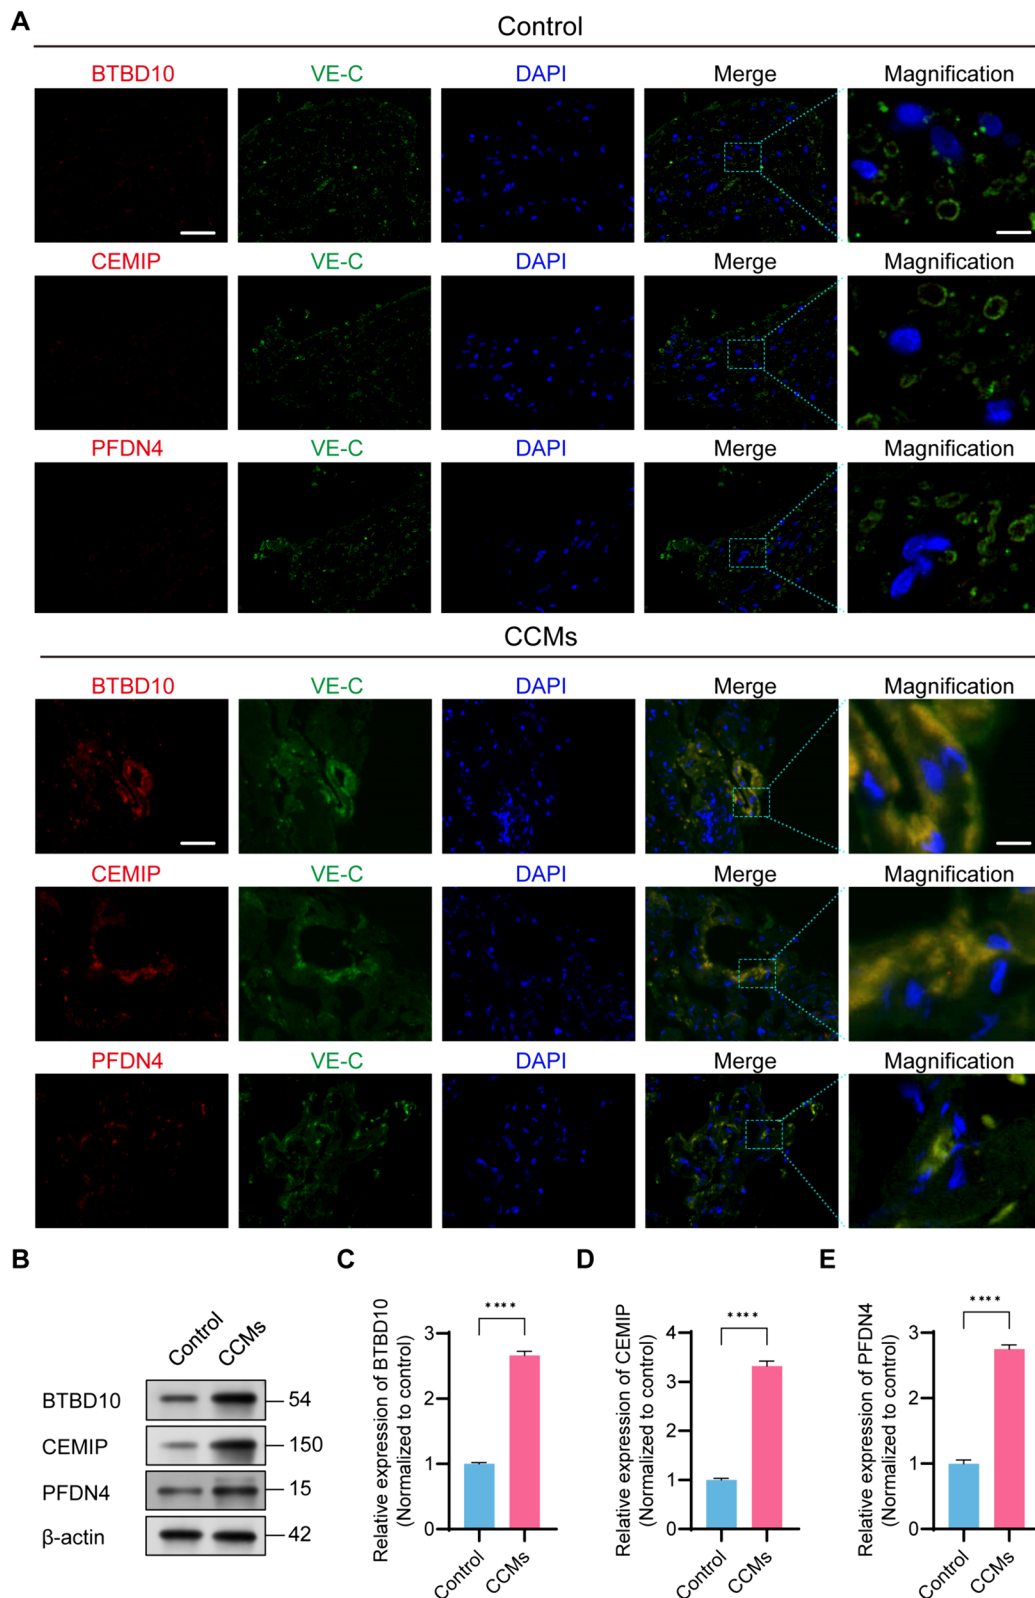 A
Control
BTBD10 VE-C DAPI Merge Magnification
CEMIP VE-C DAPI Merge Magnification
PFDN4 VE-C DAPI Merge Magnification
CCMs
BTBD10 VE-C DAPI Merge Magnification
CEMIP VE-C DAPI Merge Magnification
PFDN4 VE-C DAPI Merge Magnification
B
Control CCMs
BTBD10 54
CEMIP 150
PFDN4 15
β-actin 42
C
Relative expression of BTBD10
(Normalized to control)
3
2
1
0
****
Control CCMs
D
Relative expression of CEMIP
(Normalized to control)
4
3
2
1
0
****
Control CCMs
E
Relative expression of PFDN4
(Normalized to control)
3
2
1
0
****
Control CCMs